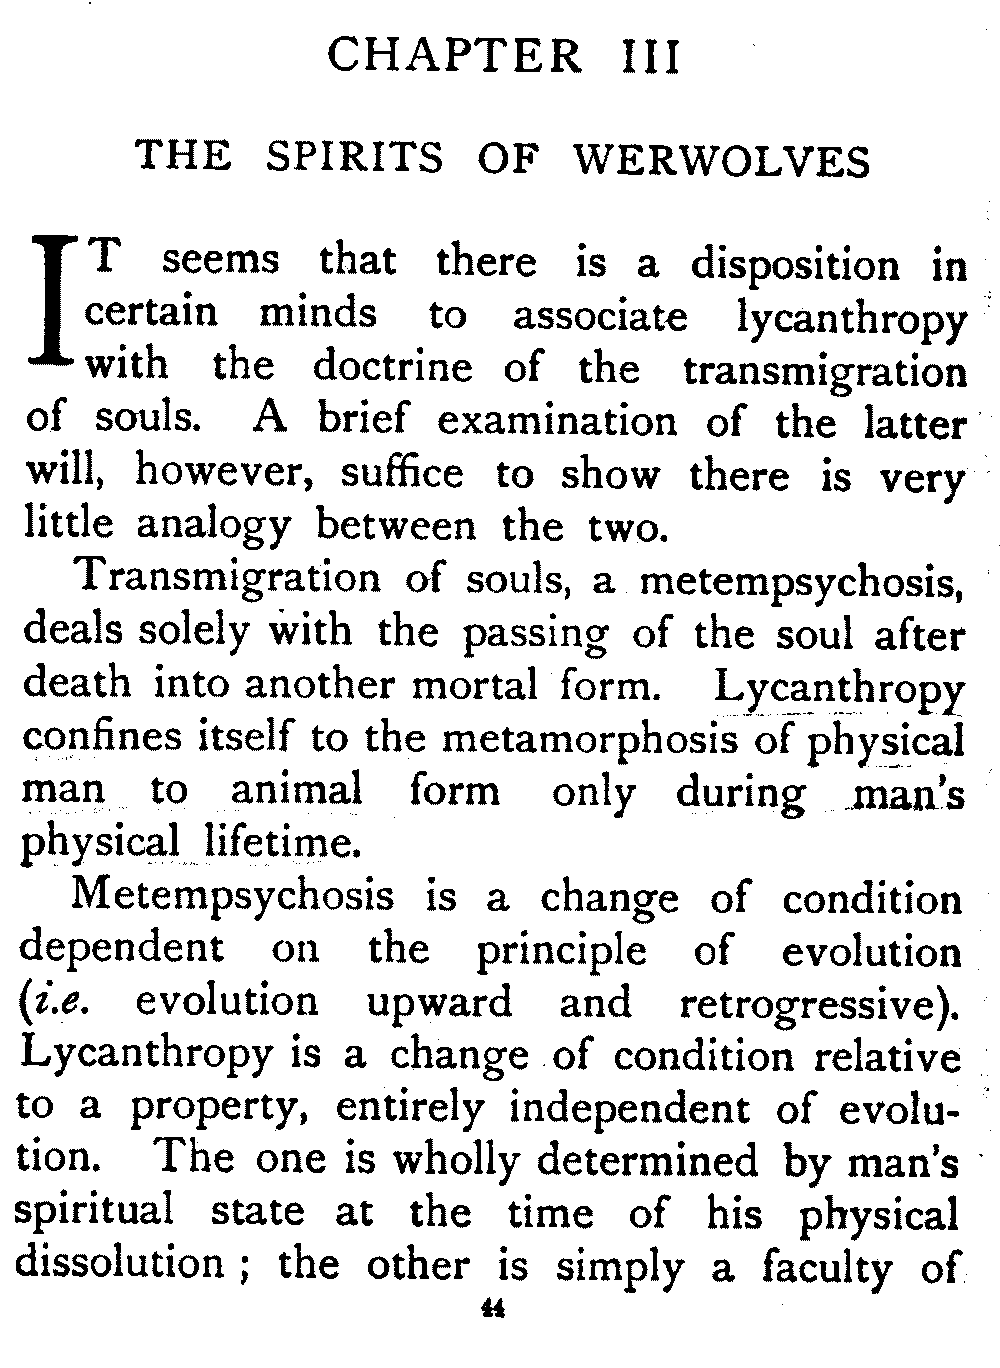 CHAPTER III
THE SPIRITS OF WERWOLVES
IT seems that there is a disposition in
certain minds to associate lycanthropy
with the doctrine of the transmigration
of souls. A brief examination of the latter
will, however, suffice to show there is very
little analogy between the two.
Transmigration of souls, a metempsychosis,
deals solely with the passing of the soul after
death into another mortal form. Lycanthropy
confines itself to the metamorphosis of physical
man to animal form only during man's
physical lifetime.
Metempsychosis is a change of condition
dependent on the principle of evolution
(i.e. evolution upward and retrogressive).
Lycanthropy is a change of condition relative
to a property, entirely independent of evolu-
tion. The one is wholly determined by man's
spiritual state at the time of his physical
dissolution ; the other is simply a faculty of
44